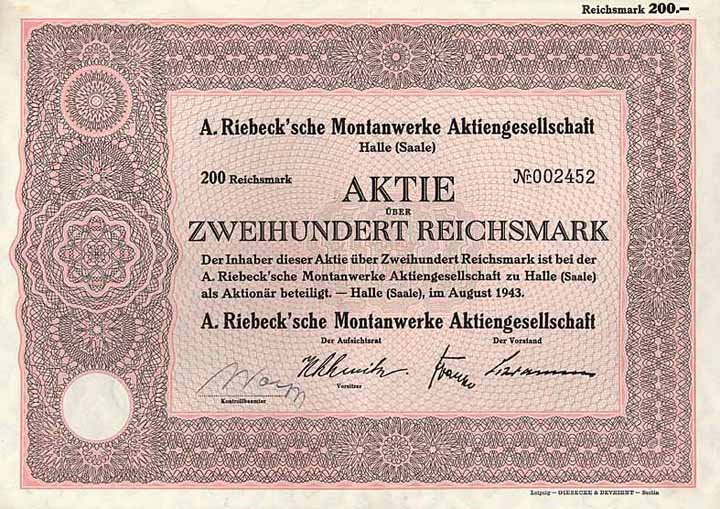 Reichsmark 200.–
A. Riebeck'sche Montanwerke Aktiengesellschaft
Halle (Saale)
200 Reichsmark
№ 002452
AKTIE
ÜBER
ZWEIHUNDERT REICHSMARK
Der Inhaber dieser Aktie über Zweihundert Reichsmark ist bei der
A. Riebeck'sche Montanwerke Aktiengesellschaft zu Halle (Saale)
als Aktionär beteiligt. — Halle (Saale), im August 1943.
A. Riebeck'sche Montanwerke Aktiengesellschaft
Der Aufsichtsrat
Der Vorstand
Vorsitzer
Kontrollbeamter
Leipzig – GIESECKE & DEVRIENT – Berlin